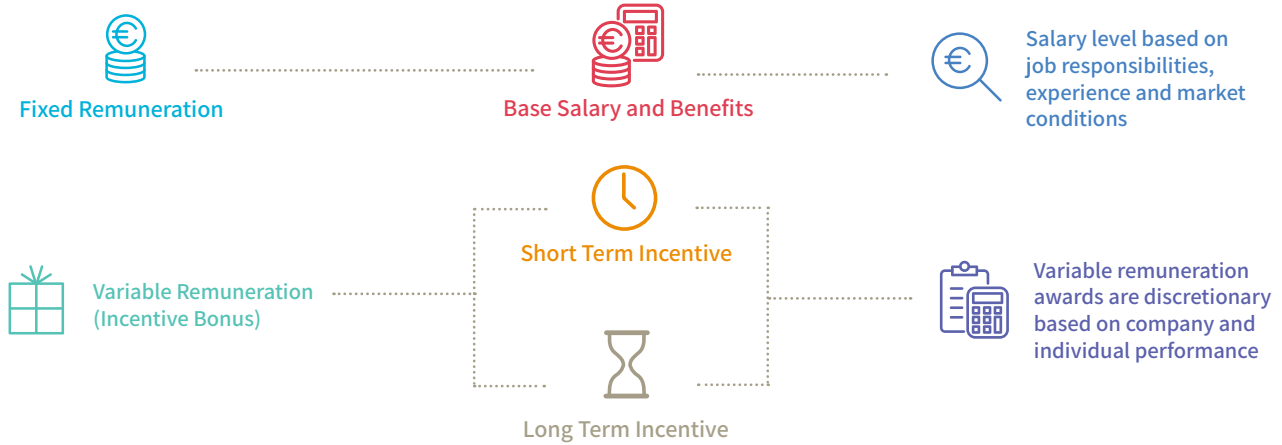 Fixed Remuneration
Base Salary and Benefits
Salary level based on
job responsibilities,
experience and market
conditions
Variable Remuneration
(Incentive Bonus)
Short Term Incentive
Long Term Incentive
Variable remuneration
awards are discretionary
based on company and
individual performance